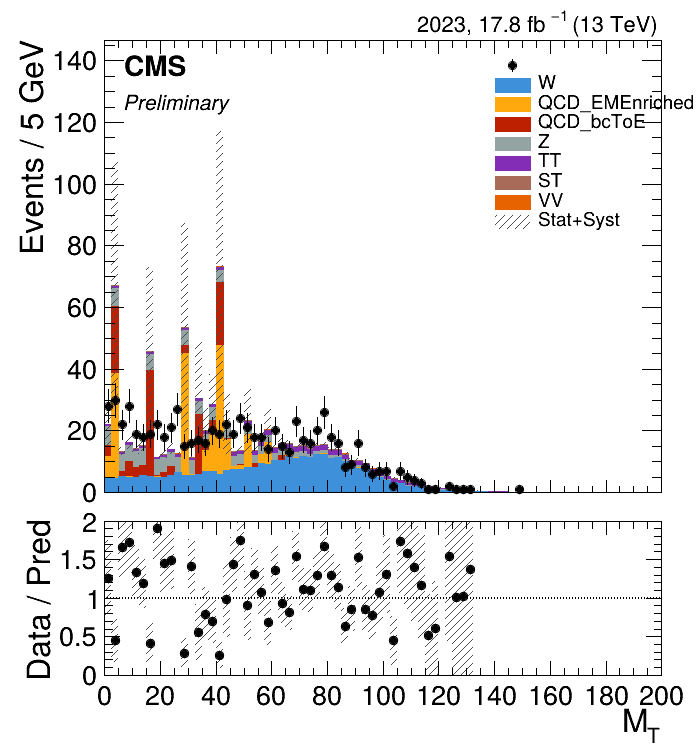 2023, 17.8 fb⁻¹ (13 TeV)
CMS
Preliminary
W
QCD_EMEnriched
QCD_bcToE
Z
TT
ST
VV
Stat+Syst
Events / 5 GeV
140
120
100
80
60
40
20
0
Data / Pred
2
1.5
1
0.5
0
0 20 40 60 80 100 120 140 160 180 200
M_T